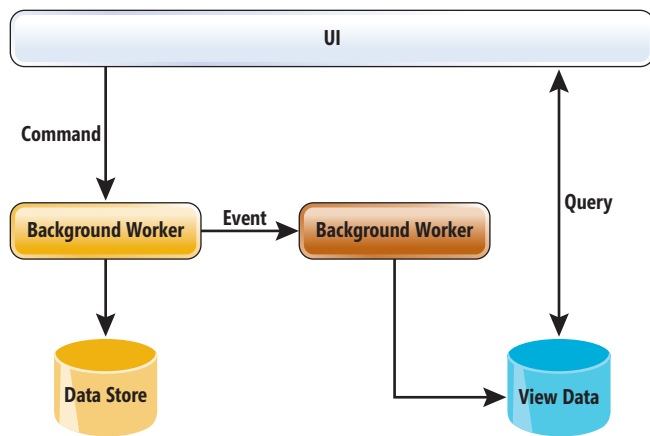 UI
Command
Background Worker
Event
Background Worker
Query
Data Store
View Data